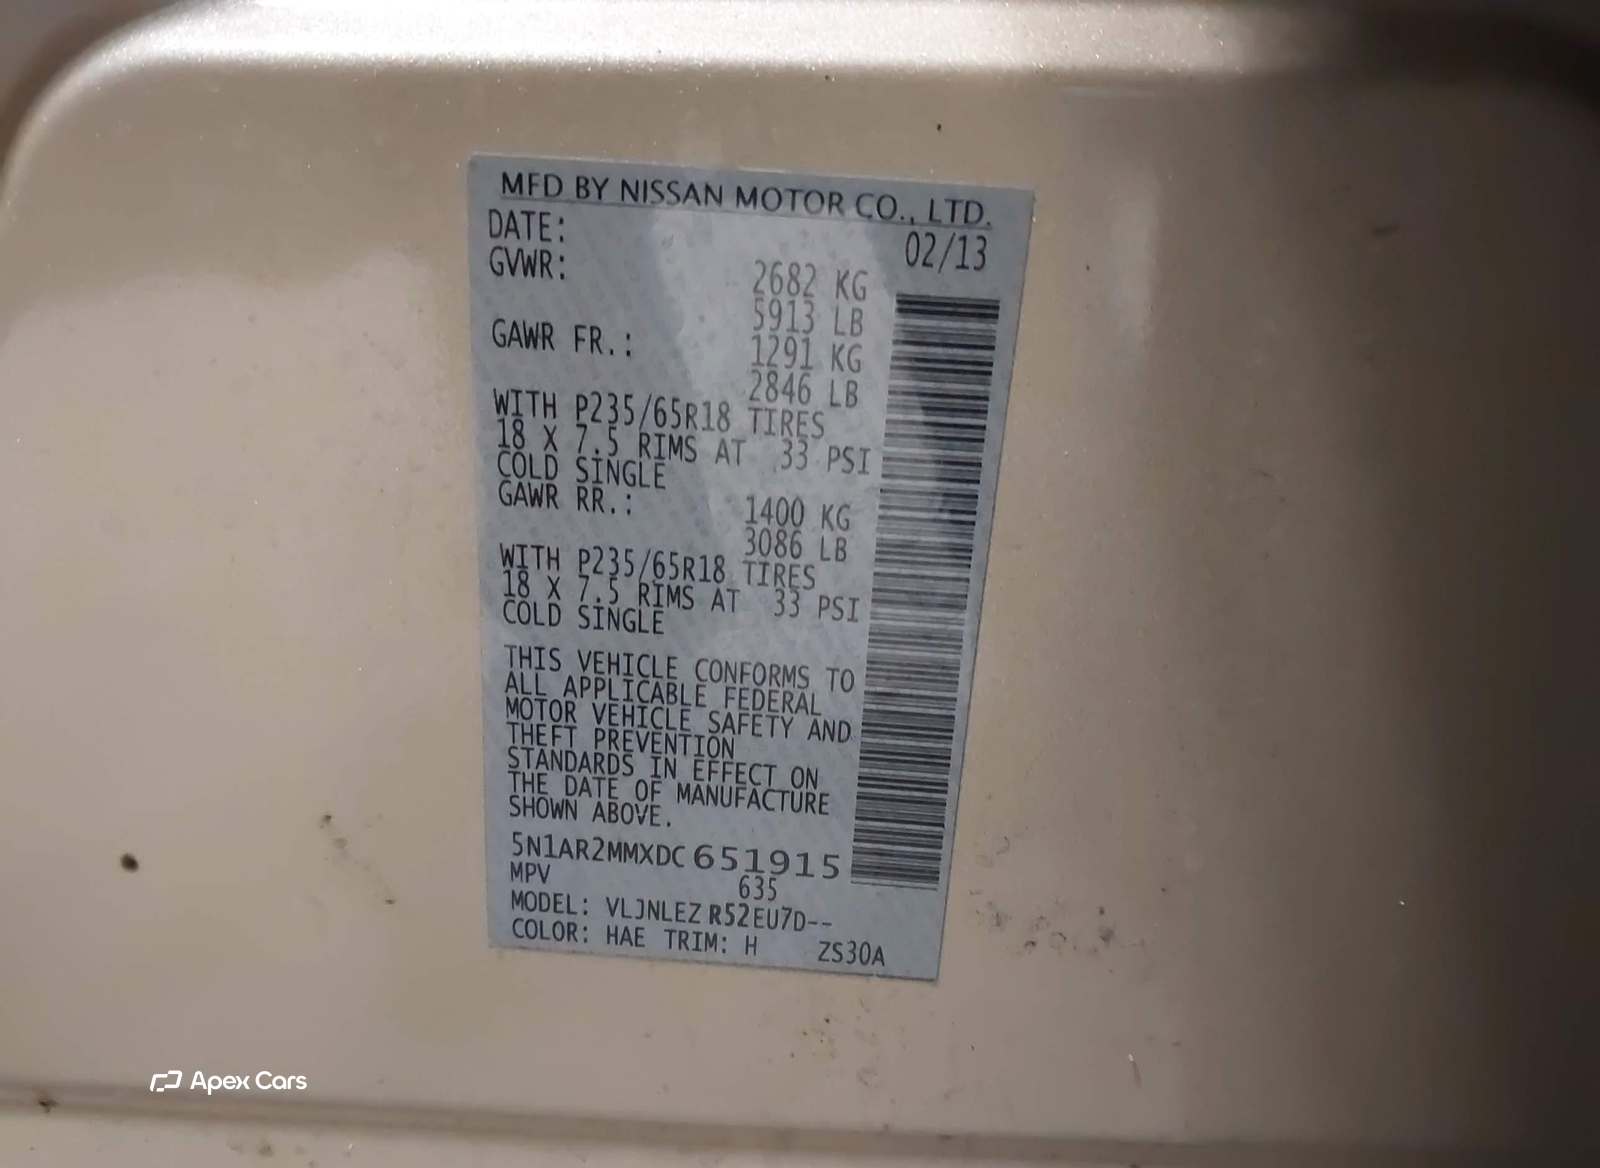 MFD BY NISSAN MOTOR CO., LTD.
DATE: 02/13
GVWR: 2682 KG
5913 LB
GAWR FR.: 1291 KG
2846 LB
WITH P235/65R18 TIRES
18 X 7.5 RIMS AT 33 PSI
COLD SINGLE
GAWR RR.: 1400 KG
3086 LB
WITH P235/65R18 TIRES
18 X 7.5 RIMS AT 33 PSI
COLD SINGLE
THIS VEHICLE CONFORMS TO
ALL APPLICABLE FEDERAL
MOTOR VEHICLE SAFETY AND
THEFT PREVENTION
STANDARDS IN EFFECT ON
THE DATE OF MANUFACTURE
SHOWN ABOVE.
5N1AR2MMXDC651915
MPV 635
MODEL: VLJNLEZ R52EU7D--
COLOR: HAE TRIM: H ZS30A
Apex Cars